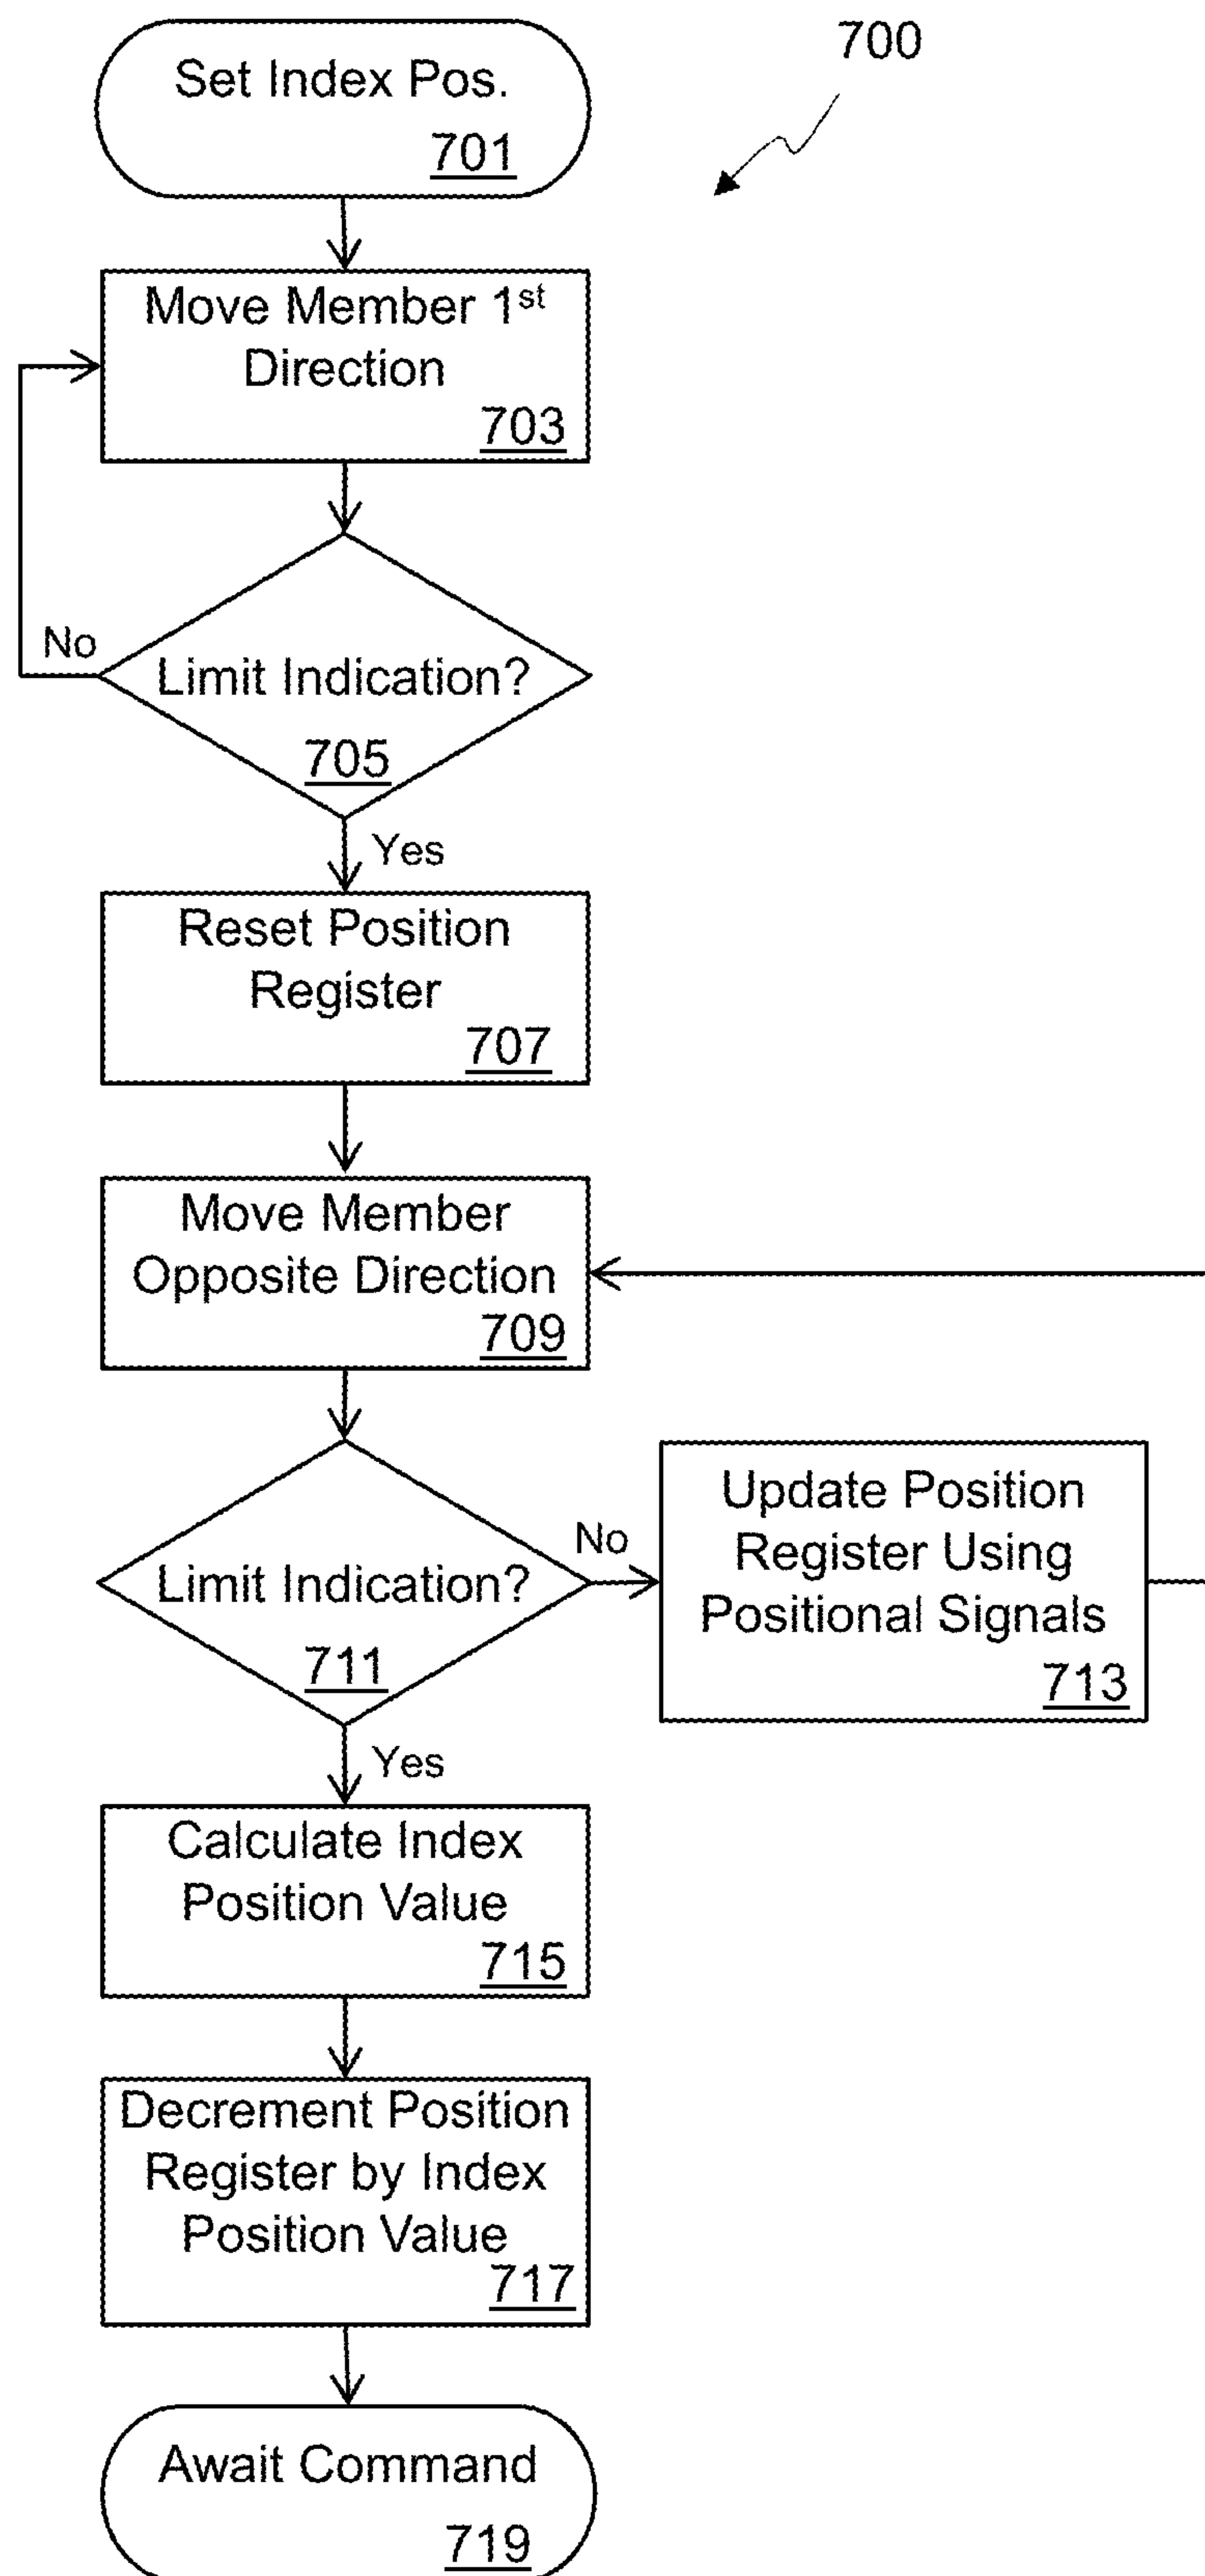 700
Set Index Pos.
701
Move Member 1st
Direction
703
No
Limit Indication?
705
Yes
Reset Position
Register
707
Move Member
Opposite Direction
709
Limit Indication?
711
No
Update Position
Register Using
Positional Signals
713
Yes
Calculate Index
Position Value
715
Decrement Position
Register by Index
Position Value
717
Await Command
719